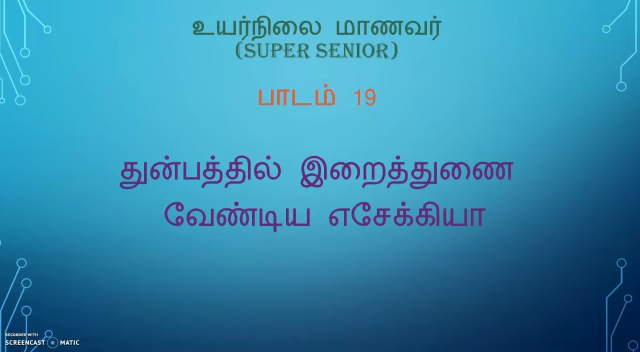 உயர்நிலை மாணவர்
(SUPER SENIOR)
பாடம் 19
துன்பத்தில் இறைத்துணை
வேண்டிய எசேக்கியா
RECORDED WITH
SCREENCAST MATIC